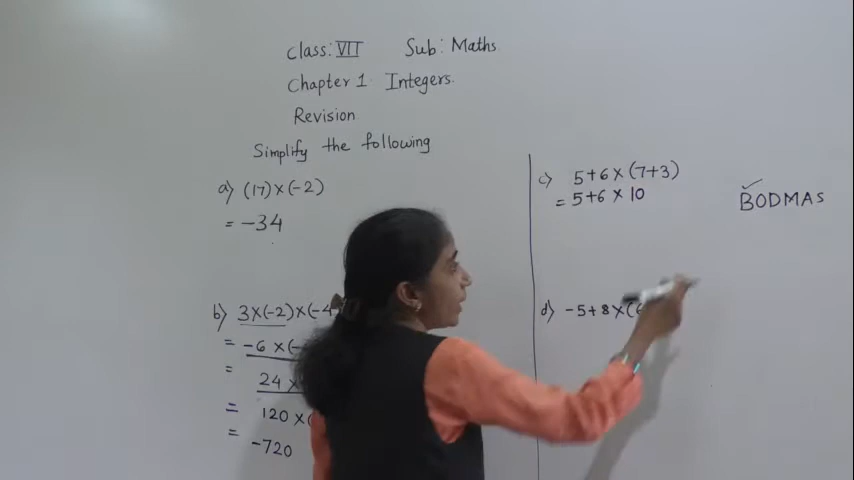 Class: VII Sub: Maths.
Chapter 1 Integers.
Revision
Simplify the following
a) (17)×(-2)
= -34
b) 3×(-2)×(-4
= -6 ×(-
= 24 ×
= 120 ×(
= -720
c) 5+6×(7+3)
= 5+6 × 10
d) -5+8×(6
BODMAS